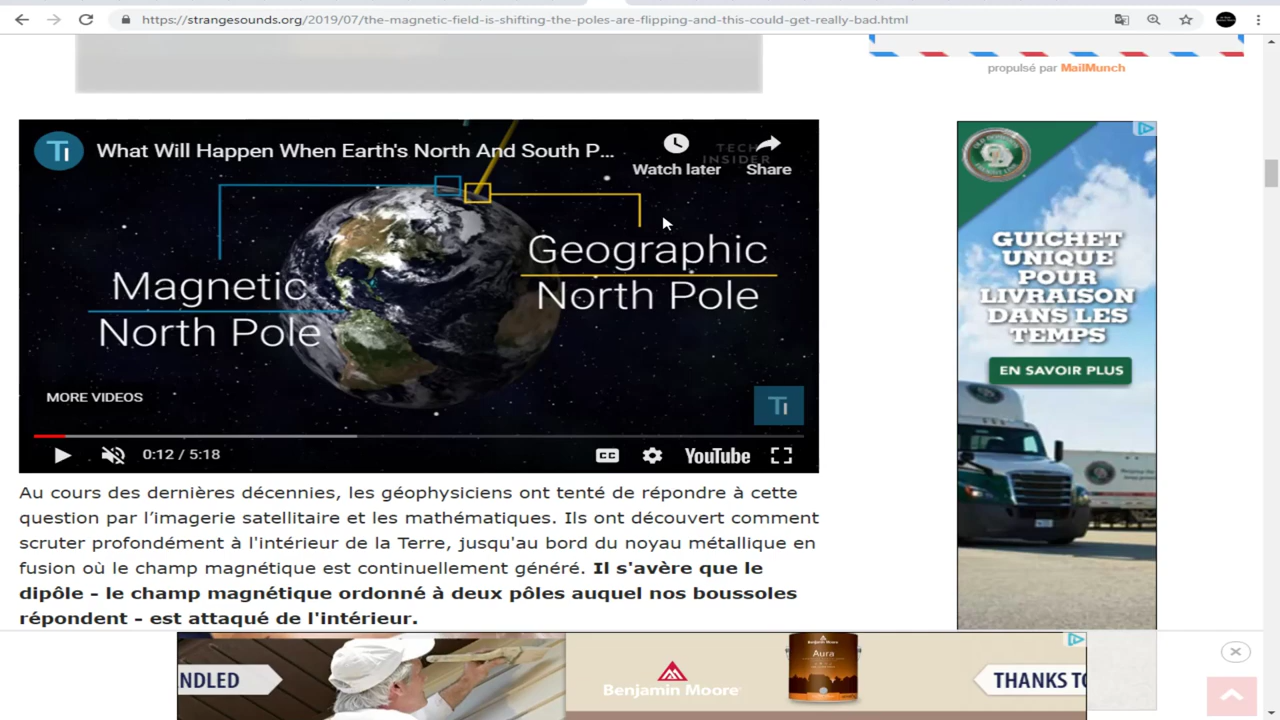 https://strangesounds.org/2019/07/the-magnetic-field-is-shifting-the-poles-are-flipping-and-this-could-get-really-bad.html
propulsé par MailMunch
What Will Happen When Earth's North And South P...
TECH
INSIDER
Watch later
Share
Geographic
North Pole
Magnetic
North Pole
MORE VIDEOS
TI
0:12 / 5:18
CC
YouTube
Au cours des dernières décennies, les géophysiciens ont tenté de répondre à cette
question par l’imagerie satellitaire et les mathématiques. Ils ont découvert comment
scruter profondément à l'intérieur de la Terre, jusqu'au bord du noyau métallique en
fusion où le champ magnétique est continuellement généré. Il s'avère que le
dipôle - le champ magnétique ordonné à deux pôles auquel nos boussoles
répondent - est attaqué de l'intérieur.
GUICHET
UNIQUE
POUR
LIVRAISON
DANS LES
TEMPS
EN SAVOIR PLUS
NDLED
Benjamin Moore
Aura
THANKS TO